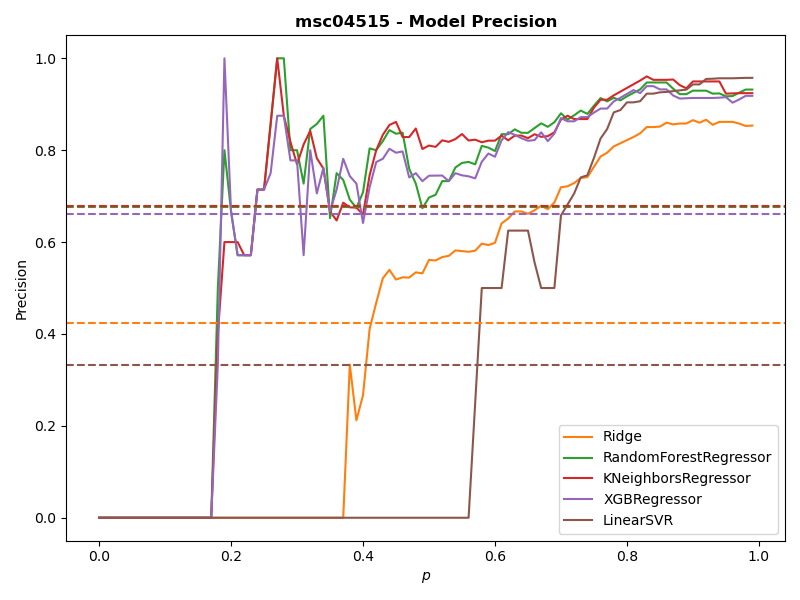 msc04515 - Model Precision
Precision
1.0
0.8
0.6
0.4
0.2
0.0
0.0 0.2 0.4 0.6 0.8 1.0
p
Ridge
RandomForestRegressor
KNeighborsRegressor
XGBRegressor
LinearSVR